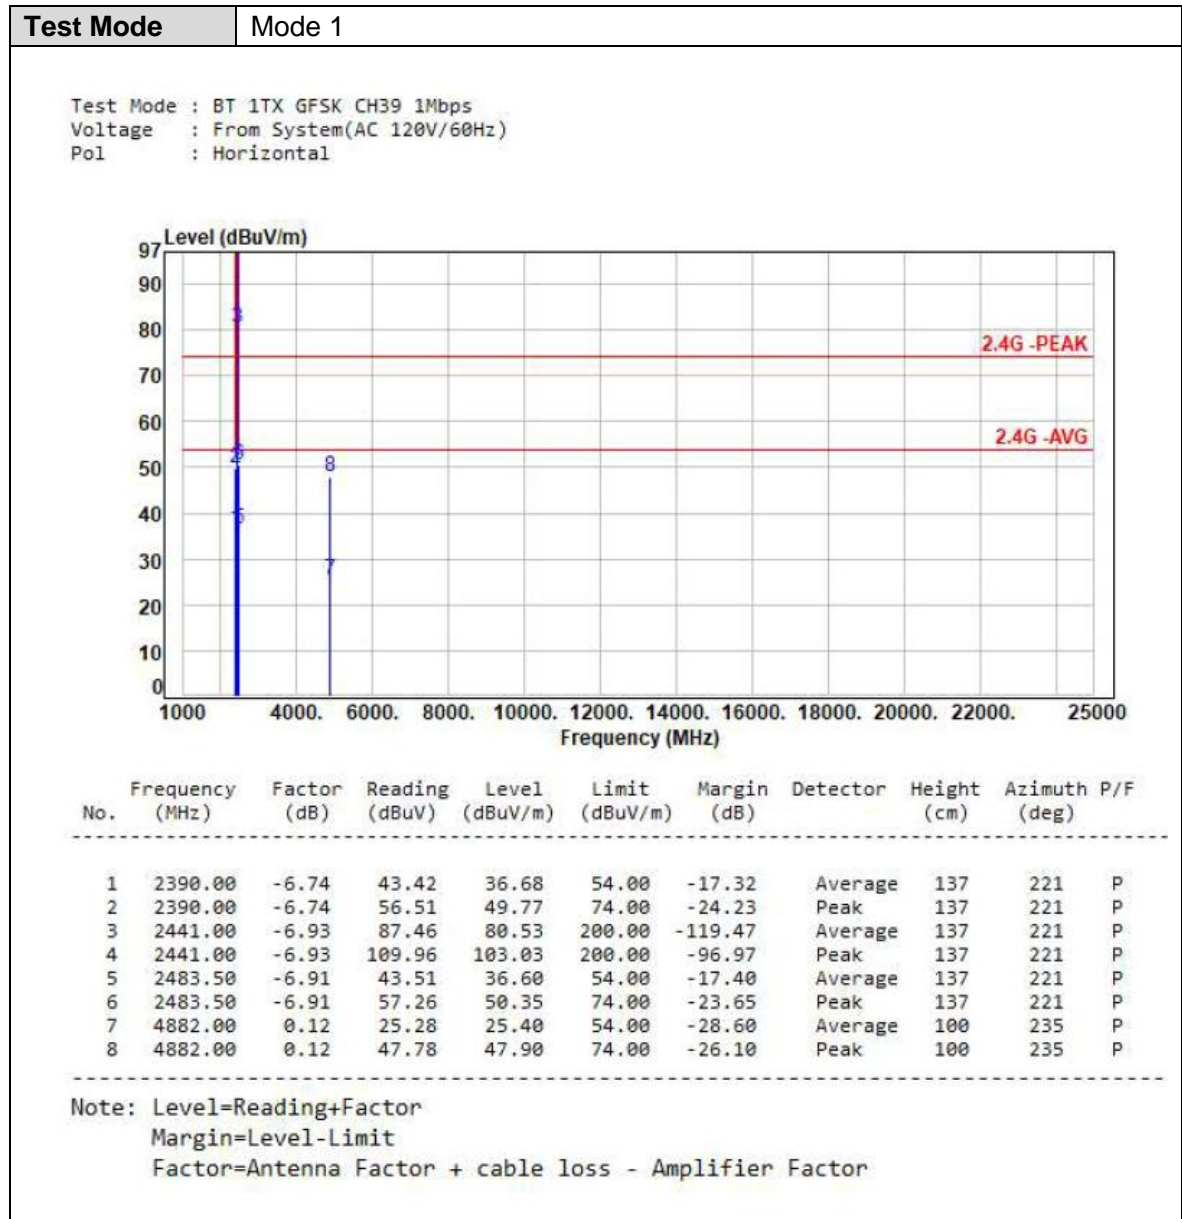 Test Mode Mode 1
Test Mode : BT 1TX GFSK CH39 1Mbps
Voltage : From System(AC 120V/60Hz)
Pol : Horizontal
97 Level (dBuV/m)
90
3
80
2.4G -PEAK
70
60
2.4G -AVG
50 8
40
30 7
20
10
0
1000 4000. 6000. 8000. 10000. 12000. 14000. 16000. 18000. 20000. 22000. 25000
Frequency (MHz)
Frequency Factor Reading Level Limit Margin Detector Height Azimuth P/F
No. (MHz) (dB) (dBuV) (dBuV/m) (dBuV/m) (dB) (cm) (deg)
1 2390.00 -6.74 43.42 36.68 54.00 -17.32 Average 137 221 P
2 2390.00 -6.74 56.51 49.77 74.00 -24.23 Peak 137 221 P
3 2441.00 -6.93 87.46 80.53 200.00 -119.47 Average 137 221 P
4 2441.00 -6.93 109.96 103.03 200.00 -96.97 Peak 137 221 P
5 2483.50 -6.91 43.51 36.60 54.00 -17.40 Average 137 221 P
6 2483.50 -6.91 57.26 50.35 74.00 -23.65 Peak 137 221 P
7 4882.00 0.12 25.28 25.40 54.00 -28.60 Average 100 235 P
8 4882.00 0.12 47.78 47.90 74.00 -26.10 Peak 100 235 P
Note: Level=Reading+Factor
Margin=Level-Limit
Factor=Antenna Factor + cable loss - Amplifier Factor